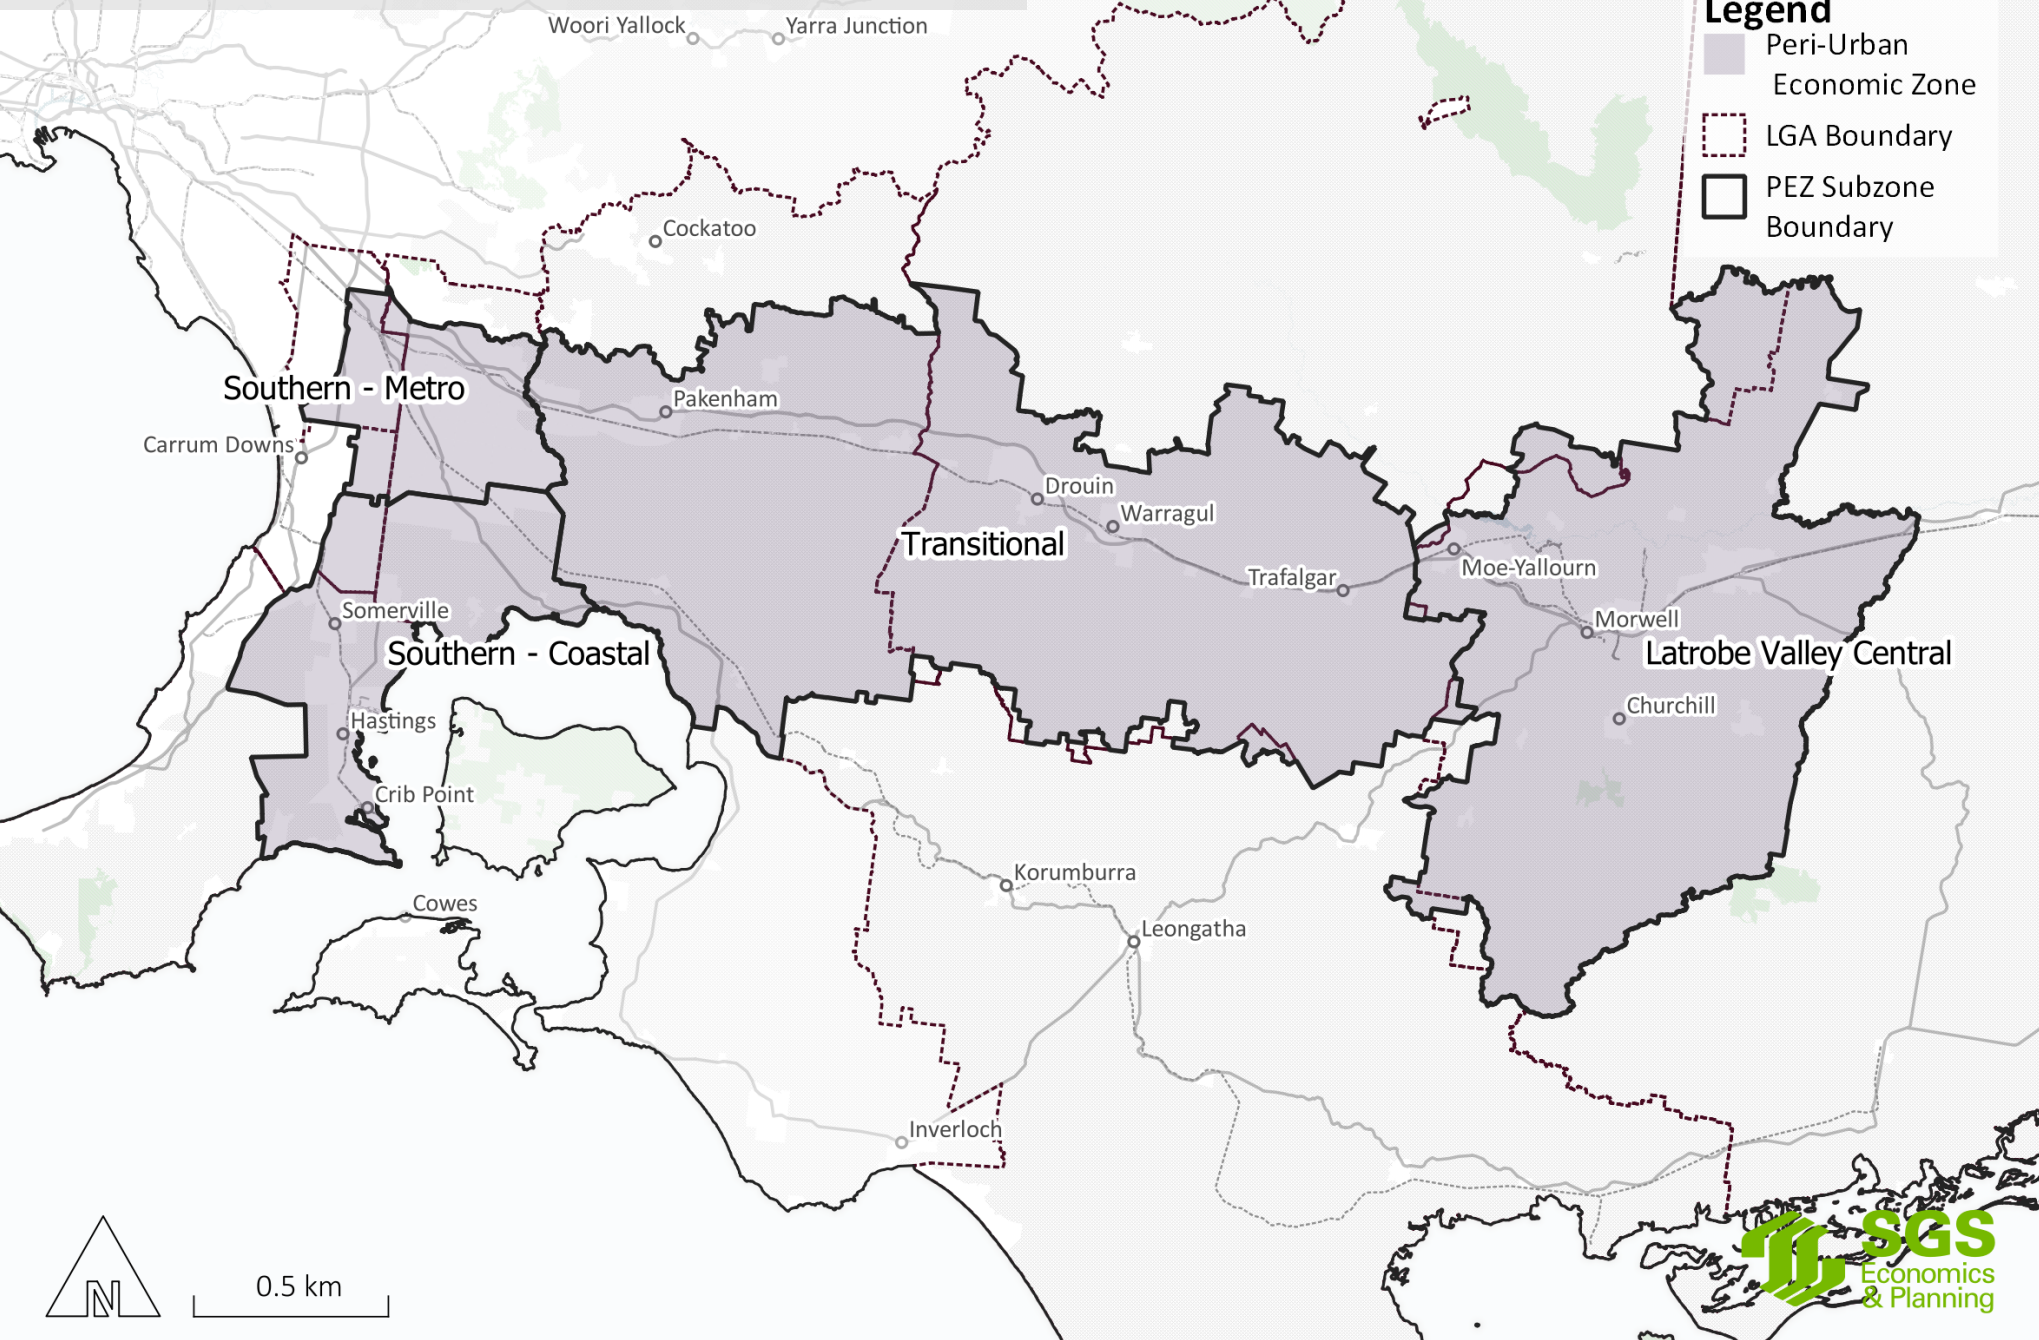 Legend
Peri-Urban
Economic Zone
LGA Boundary
PEZ Subzone
Boundary
Woori Yallock
Yarra Junction
Cockatoo
Southern - Metro
Pakenham
Carrum Downs
Drouin
Warragul
Transitional
Trafalgar
Moe-Yallourn
Somerville
Morwell
Southern - Coastal
Latrobe Valley Central
Hastings
Churchill
Crib Point
Korumburra
Cowes
Leongatha
Inverloch
N
0.5 km
SGS
Economics
& Planning